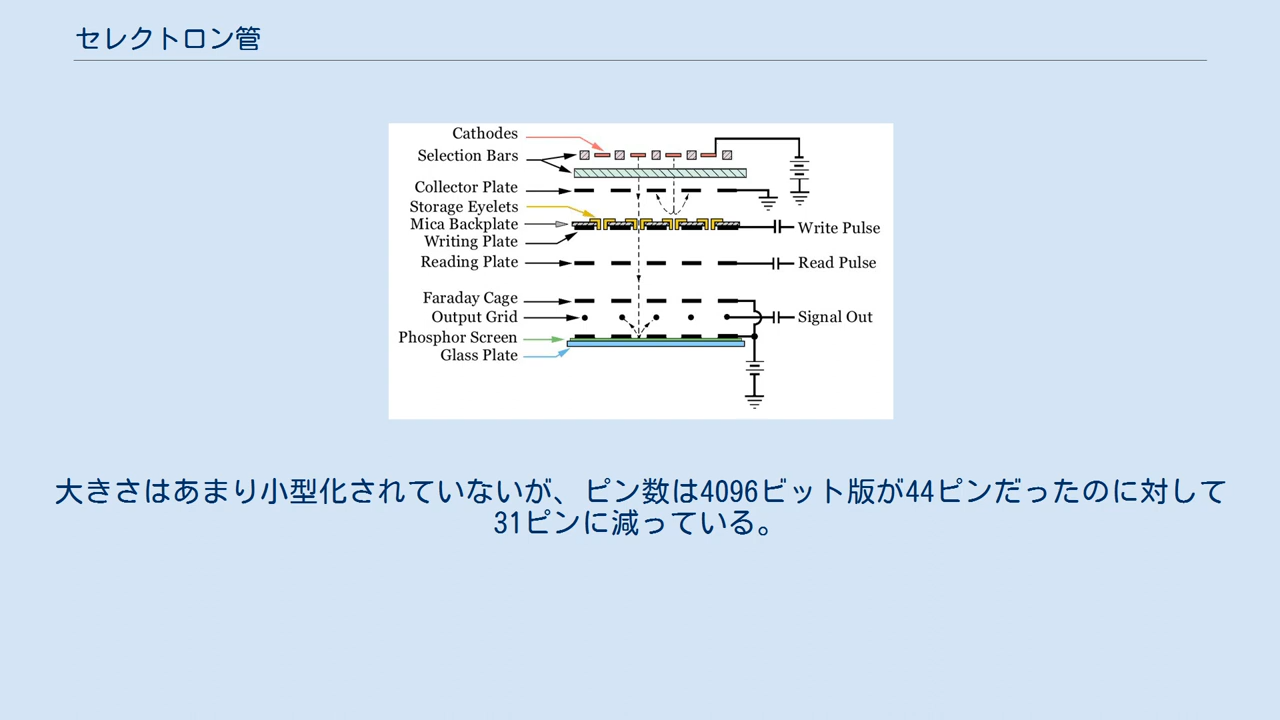 セレクトロン管
Cathodes
Selection Bars
Collector Plate
Storage Eyelets
Mica Backplate
Writing Plate
Reading Plate
Faraday Cage
Output Grid
Phosphor Screen
Glass Plate
Write Pulse
Read Pulse
Signal Out
大きさはあまり小型化されていないが、ピン数は4096ビット版が44ピンだったのに対して
31ピンに減っている。